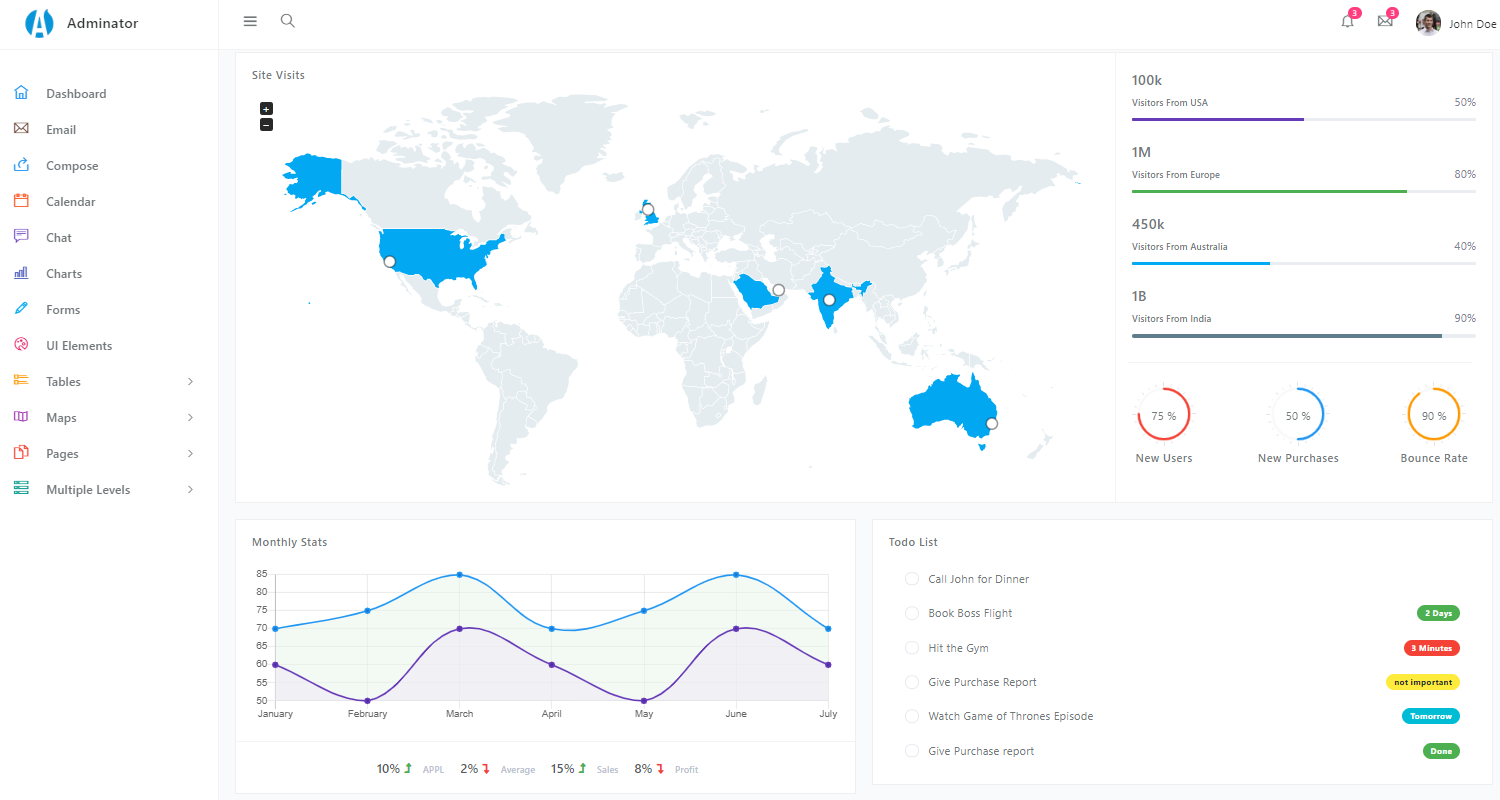 Adminator
3
3
John Doe
Dashboard
Email
Compose
Calendar
Chat
Charts
Forms
UI Elements
Tables
Maps
Pages
Multiple Levels
Site Visits
+
−
100k
Visitors From USA 50%
1M
Visitors From Europe 80%
450k
Visitors From Australia 40%
1B
Visitors From India 90%
75 % 50 % 90 %
New Users New Purchases Bounce Rate
Monthly Stats
85
80
75
70
65
60
55
50
January February March April May June July
10% APPL 2% Average 15% Sales 8% Profit
Todo List
Call John for Dinner
Book Boss Flight 2 Days
Hit the Gym 3 Minutes
Give Purchase Report not important
Watch Game of Thrones Episode Tomorrow
Give Purchase report Done